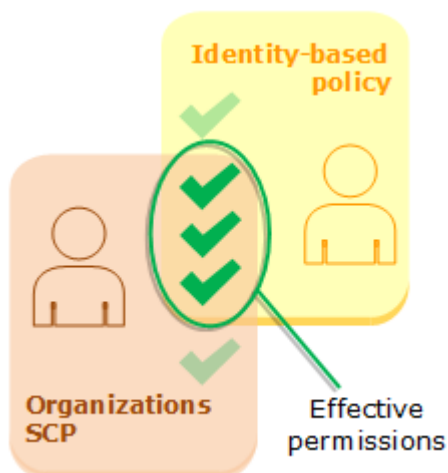 Identity-based
policy
Organizations
SCP
Effective
permissions